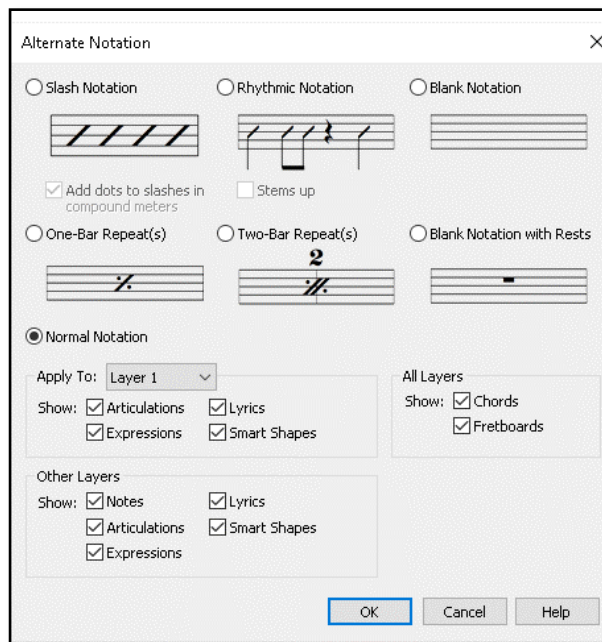 Alternate Notation
Slash Notation
Rhythmic Notation
Blank Notation
Add dots to slashes in
compound meters
Stems up
One-Bar Repeat(s)
Two-Bar Repeat(s)
Blank Notation with Rests
2
Normal Notation
Apply To: Layer 1
Show: Articulations Lyrics
Expressions Smart Shapes
All Layers
Show: Chords
Fretboards
Other Layers
Show: Notes Lyrics
Articulations Smart Shapes
Expressions
OK Cancel Help